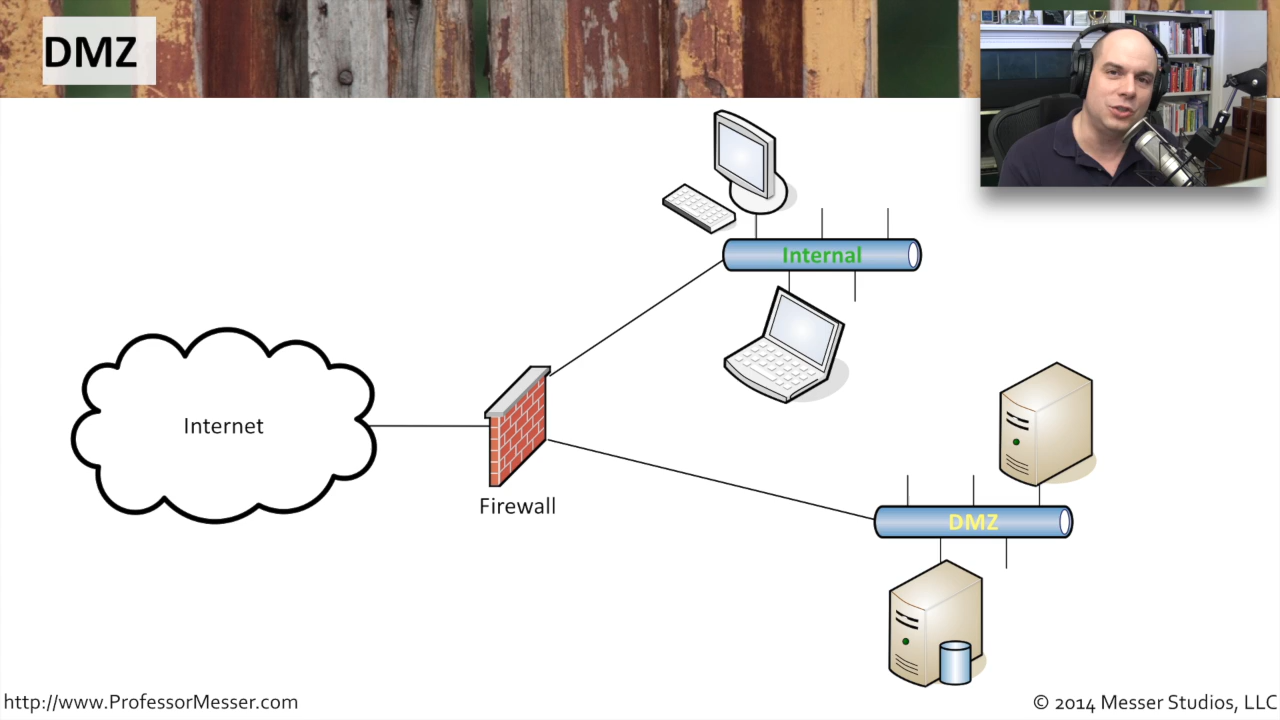 DMZ
Internal
Internet
Firewall
DMZ
http://www.ProfessorMesser.com
© 2014 Messer Studios, LLC